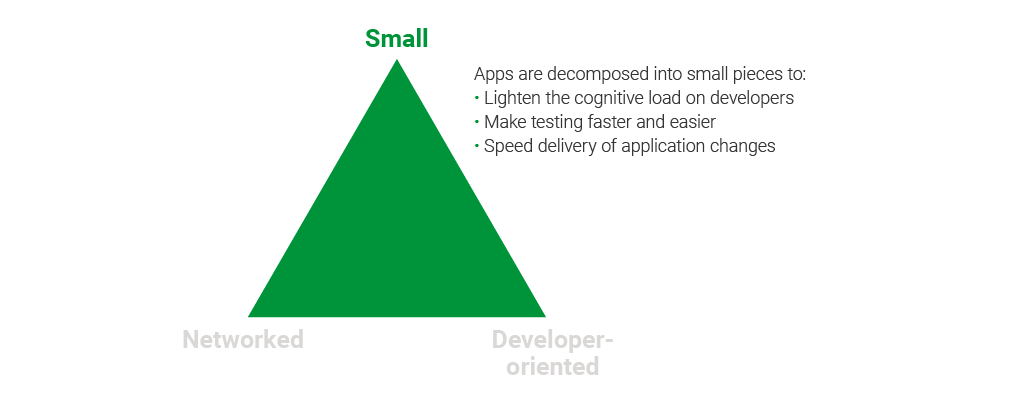 Small
Apps are decomposed into small pieces to:
• Lighten the cognitive load on developers
• Make testing faster and easier
• Speed delivery of application changes
Networked
Developer-
oriented